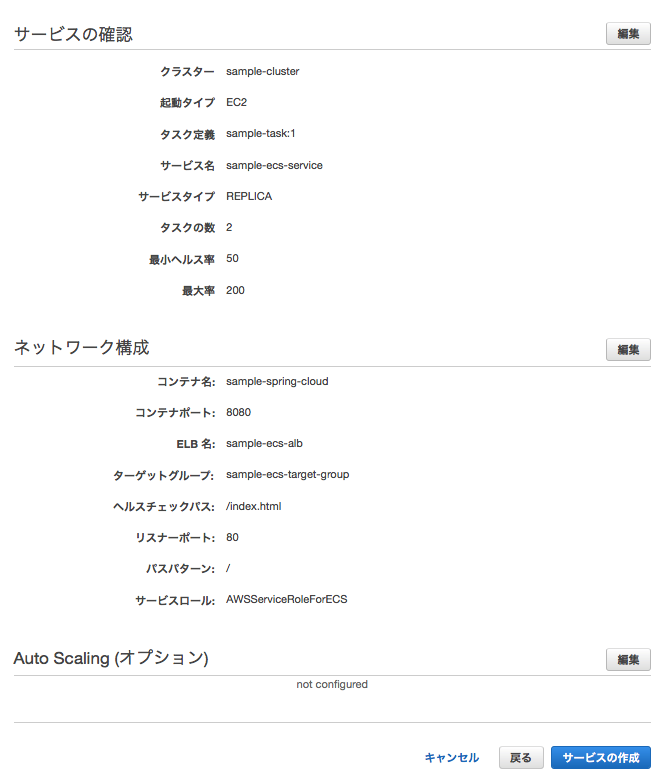 サービスの確認 編集
クラスター sample-cluster
起動タイプ EC2
タスク定義 sample-task:1
サービス名 sample-ecs-service
サービスタイプ REPLICA
タスクの数 2
最小ヘルス率 50
最大率 200
ネットワーク構成 編集
コンテナ名: sample-spring-cloud
コンテナポート: 8080
ELB 名: sample-ecs-alb
ターゲットグループ: sample-ecs-target-group
ヘルスチェックパス: /index.html
リスナーポート: 80
パスパターン: /
サービスロール: AWSServiceRoleForECS
Auto Scaling (オプション) 編集
not configured
キャンセル 戻る サービスの作成